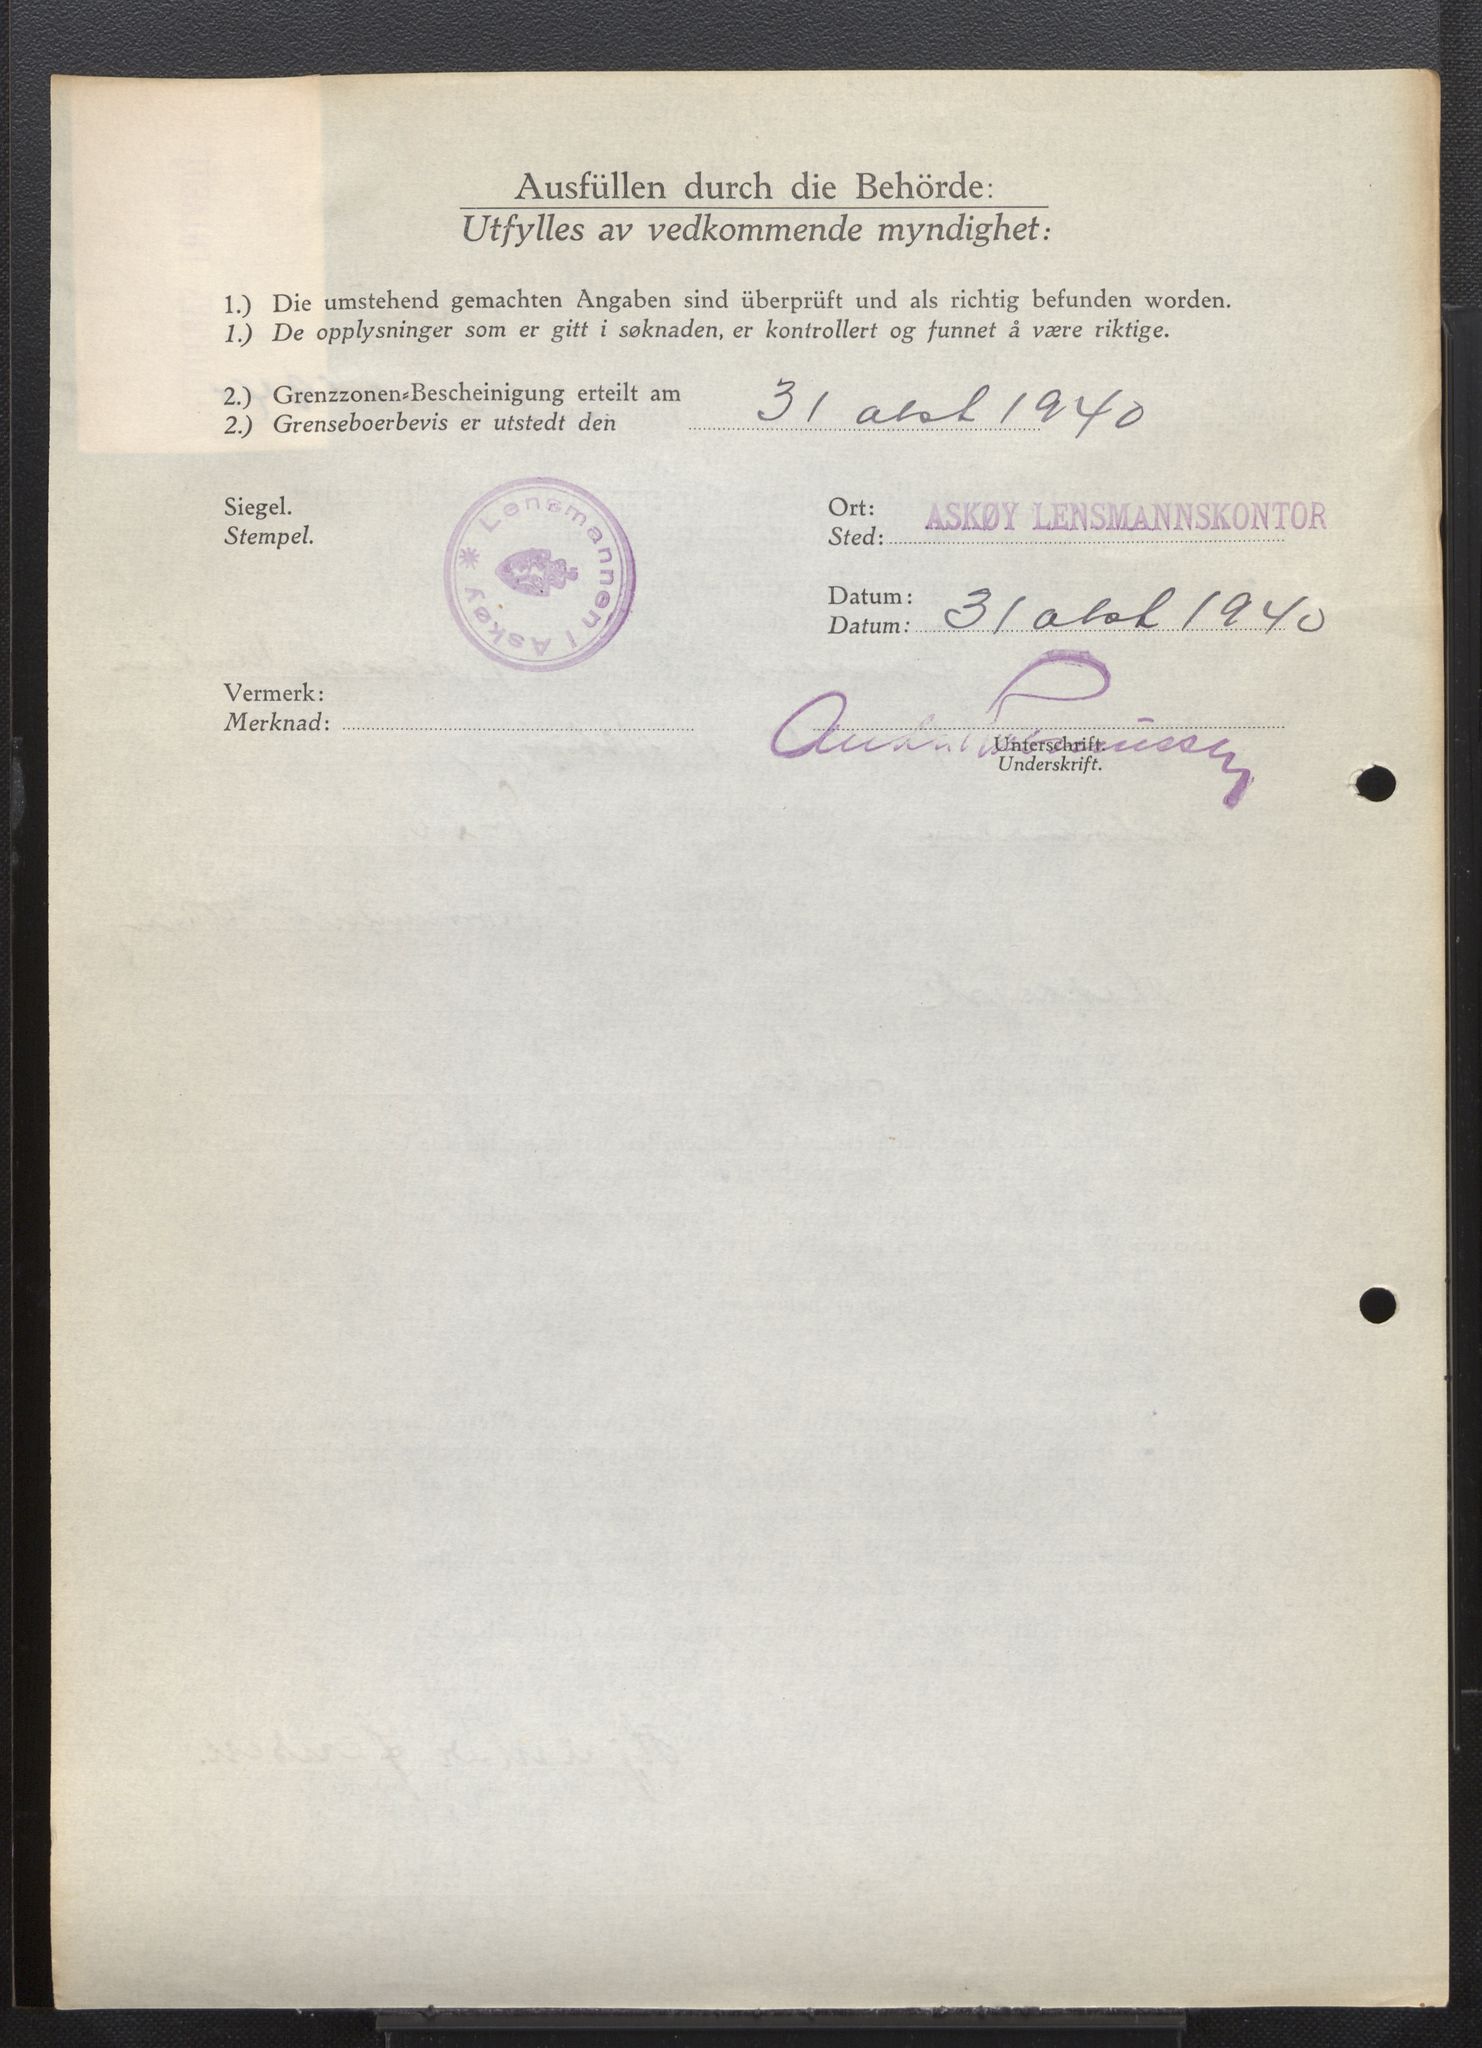 Ausfüllen durch die Behörde:
Utfylles av vedkommende myndighet:
1.) Die umstehend gemachten Angaben sind überprüft und als richtig befunden worden.
1.) De opplysninger som er gitt i søknaden, er kontrollert og funnet å være riktige.
2.) Grenzzonen-Bescheinigung erteilt am
2.) Grenseboerbevis er utstedt den 31 okt 1940
Siegel.
Stempel.
Lensmannen i Askøy *
Ort:
Sted: ASKØY LENSMANNSKONTOR
Datum:
Datum: 31 okt 1940
Vermerk:
Merknad:
Unterschrift.
Underskrift.